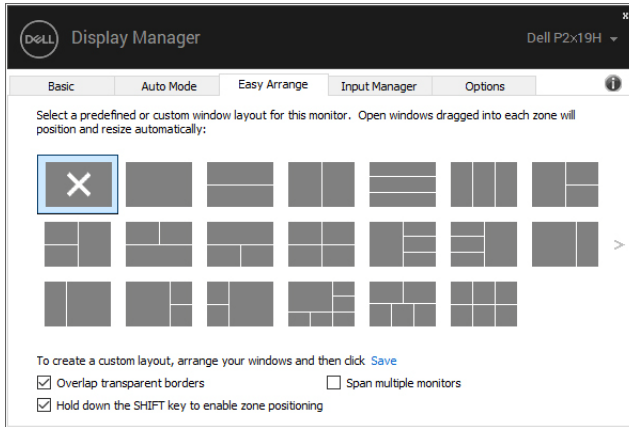 x
DELL Display Manager Dell P2x19H
Basic Auto Mode Easy Arrange Input Manager Options i
Select a predefined or custom window layout for this monitor. Open windows dragged into each zone will
position and resize automatically:
>
To create a custom layout, arrange your windows and then click Save
Overlap transparent borders Span multiple monitors
Hold down the SHIFT key to enable zone positioning